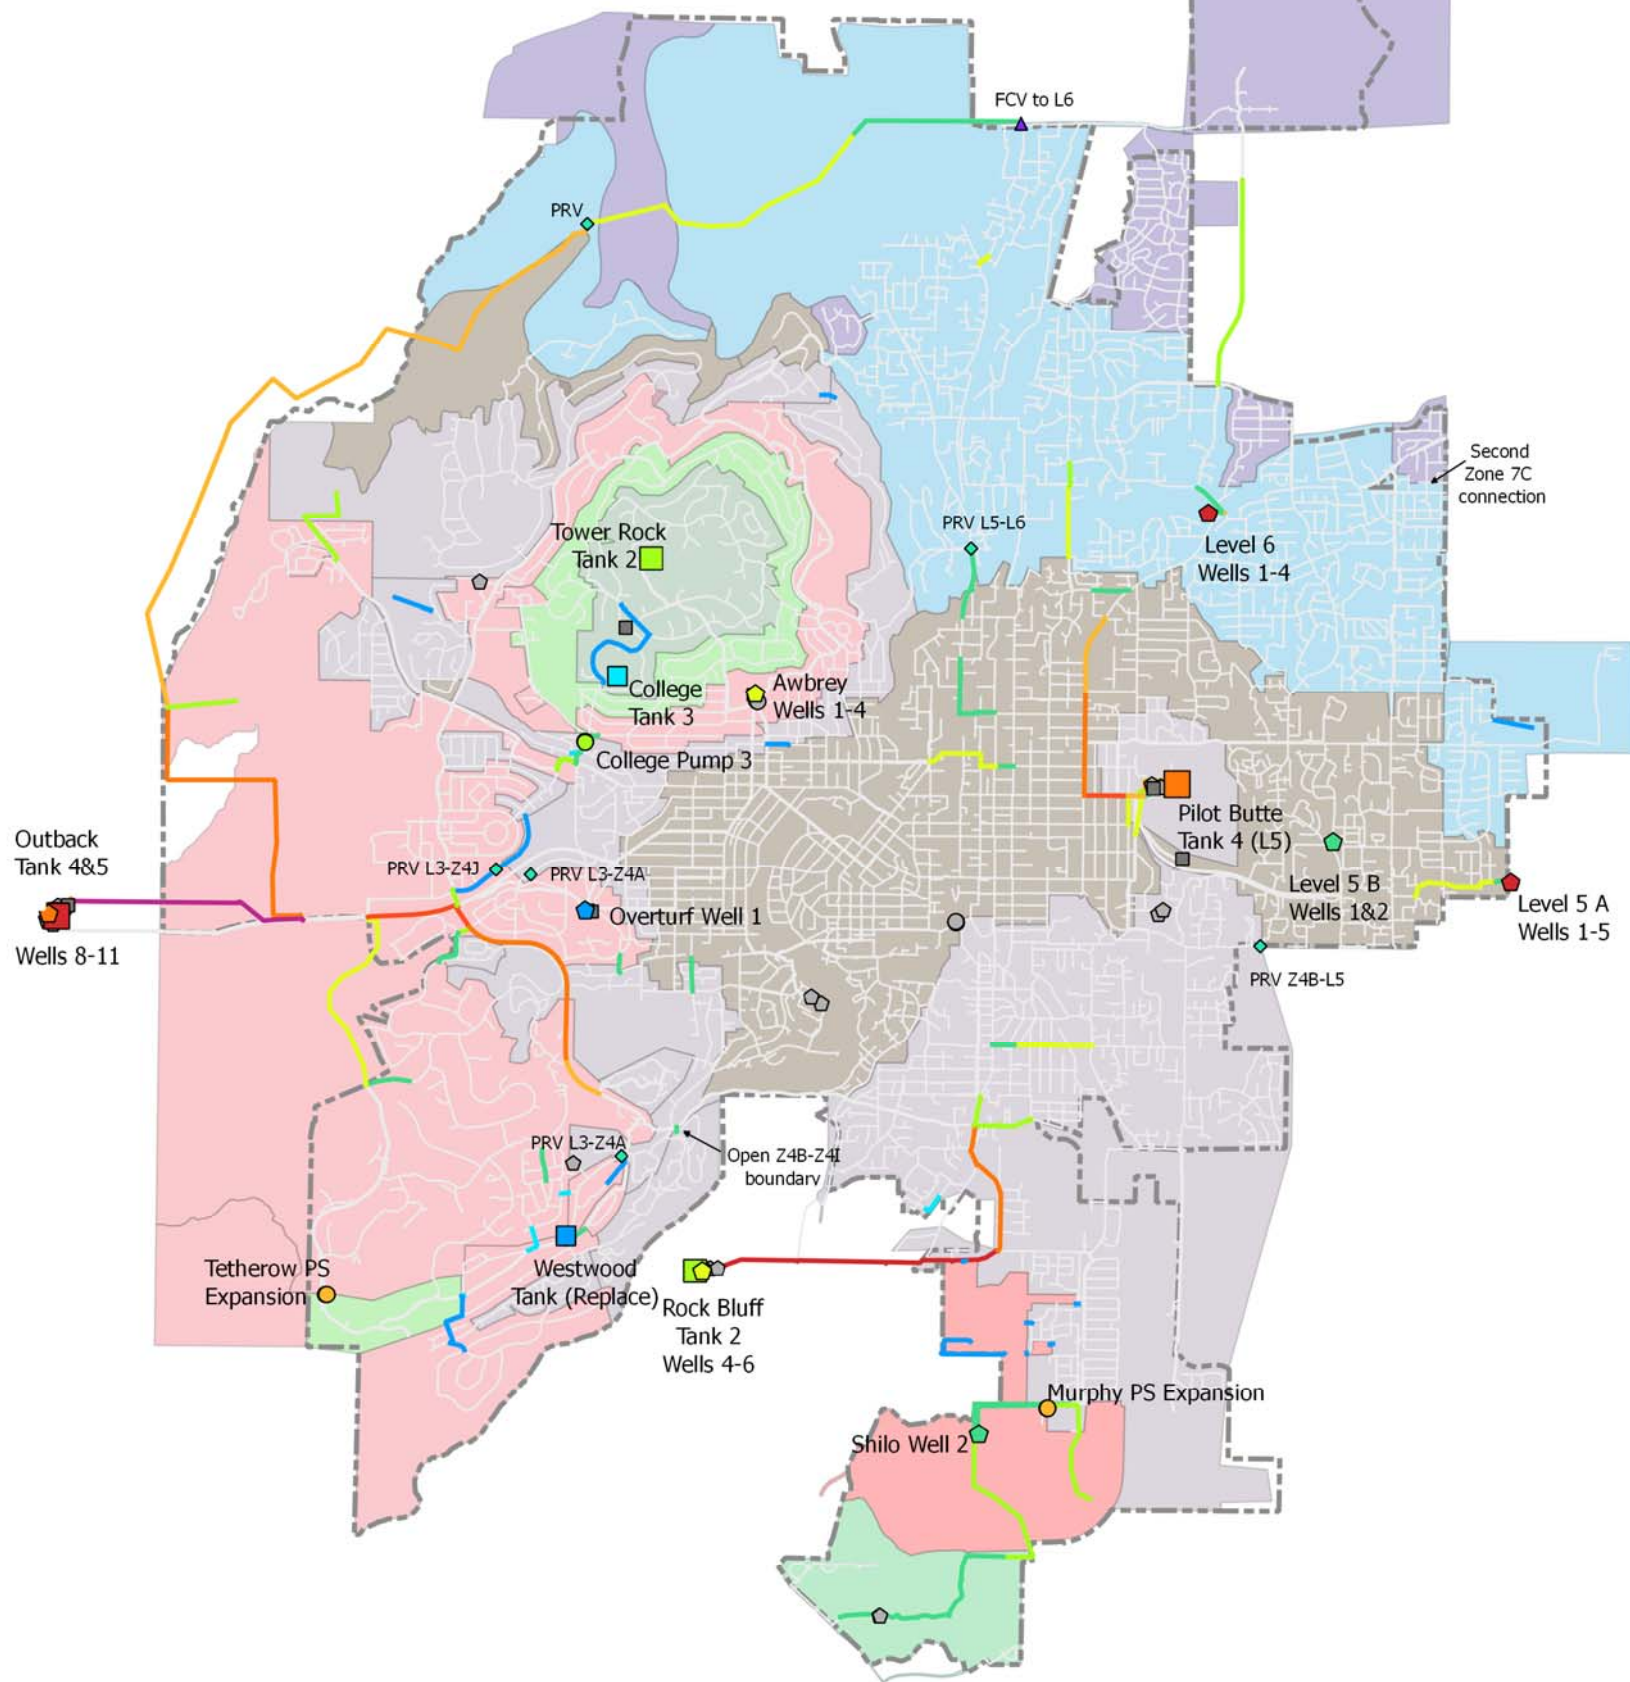 FCV to L6
PRV
Second
Zone 7C
connection
PRV L5-L6
Tower Rock
Tank 2
Level 6
Wells 1-4
College
Tank 3
Awbrey
Wells 1-4
College Pump 3
Pilot Butte
Tank 4 (L5)
Outback
Tank 4&5
PRV L3-Z4J
PRV L3-Z4A
Level 5 B
Wells 1&2
Level 5 A
Wells 1-5
Overturf Well 1
Wells 8-11
PRV Z4B-L5
PRV L3-Z4A
Open Z4B-Z4I
boundary
Tetherow PS
Expansion
Westwood
Tank (Replace)
Rock Bluff
Tank 2
Wells 4-6
Murphy PS Expansion
Shilo Well 2